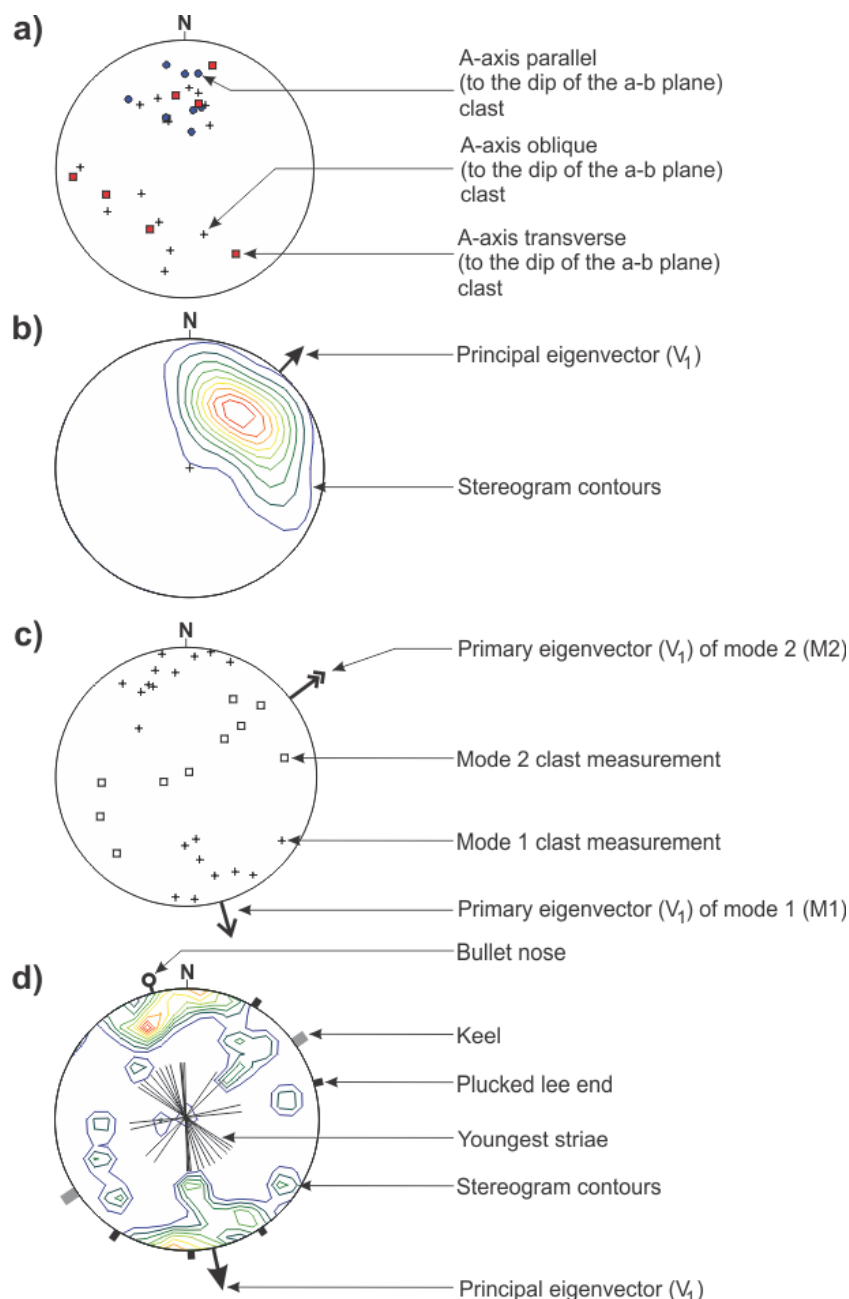 a)
N
A-axis parallel
(to the dip of the a-b plane)
clast
A-axis oblique
(to the dip of the a-b plane)
clast
A-axis transverse
(to the dip of the a-b plane)
clast
b)
N
Principal eigenvector (V₁)
Stereogram contours
c)
N
Primary eigenvector (V₁) of mode 2 (M2)
Mode 2 clast measurement
Mode 1 clast measurement
Primary eigenvector (V₁) of mode 1 (M1)
Bullet nose
d)
N
Keel
Plucked lee end
Youngest striae
Stereogram contours
Principal eigenvector (V₁)